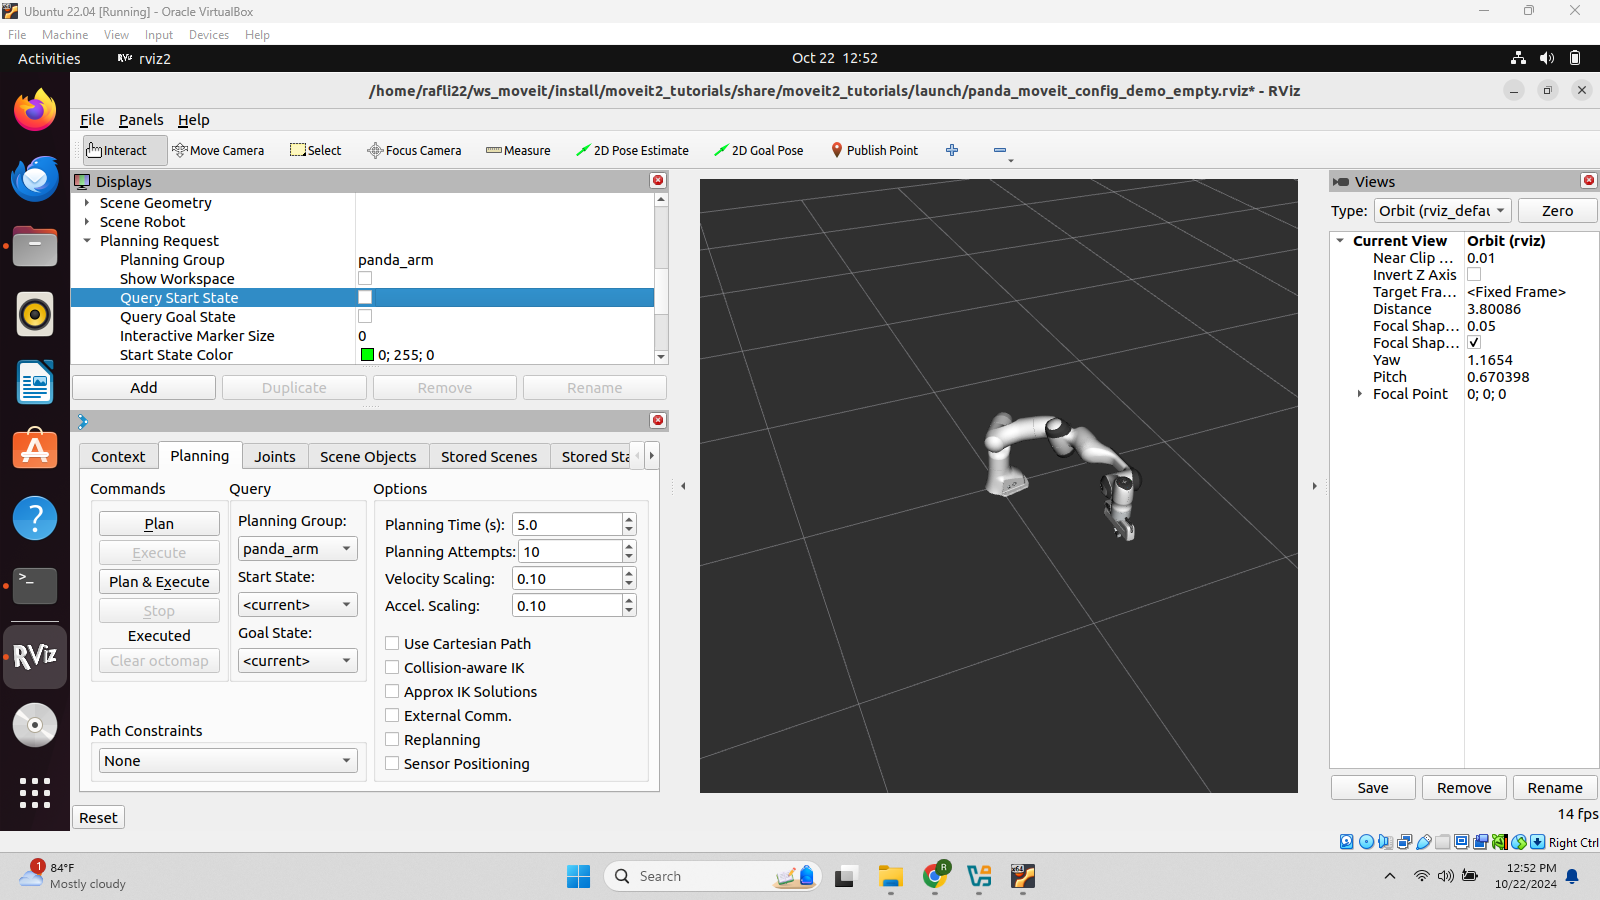 Ubuntu 22.04 [Running] - Oracle VirtualBox
File Machine View Input Devices Help
Activities rviz2 Oct 22 12:52
/home/rafli22/ws_moveit/install/moveit2_tutorials/share/moveit2_tutorials/launch/panda_moveit_config_demo_empty.rviz* - RViz
File Panels Help
Interact Move Camera Select Focus Camera Measure 2D Pose Estimate 2D Goal Pose Publish Point
Displays
Scene Geometry
Scene Robot
Planning Request
Planning Group panda_arm
Show Workspace
Query Start State
Query Goal State
Interactive Marker Size 0
Start State Color 0; 255; 0
Add Duplicate Remove Rename
Context Planning Joints Scene Objects Stored Scenes Stored Sta
Commands Query Options
Plan
Execute
Plan & Execute
Stop
Executed
Clear octomap
Planning Group:
panda_arm
Start State:
<current>
Goal State:
<current>
Planning Time (s): 5.0
Planning Attempts: 10
Velocity Scaling: 0.10
Accel. Scaling: 0.10
Use Cartesian Path
Collision-aware IK
Approx IK Solutions
External Comm.
Replanning
Sensor Positioning
Path Constraints
None
Reset
Views
Type: Orbit (rviz_defau Zero
Current View Orbit (rviz)
Near Clip ... 0.01
Invert Z Axis
Target Fra... <Fixed Frame>
Distance 3.80086
Focal Shap... 0.05
Focal Shap...
Yaw 1.1654
Pitch 0.670398
Focal Point 0; 0; 0
Save Remove Rename
14 fps
RViz
Right Ctrl
1
84°F
Mostly cloudy
Search
R
x64
12:52 PM
10/22/2024